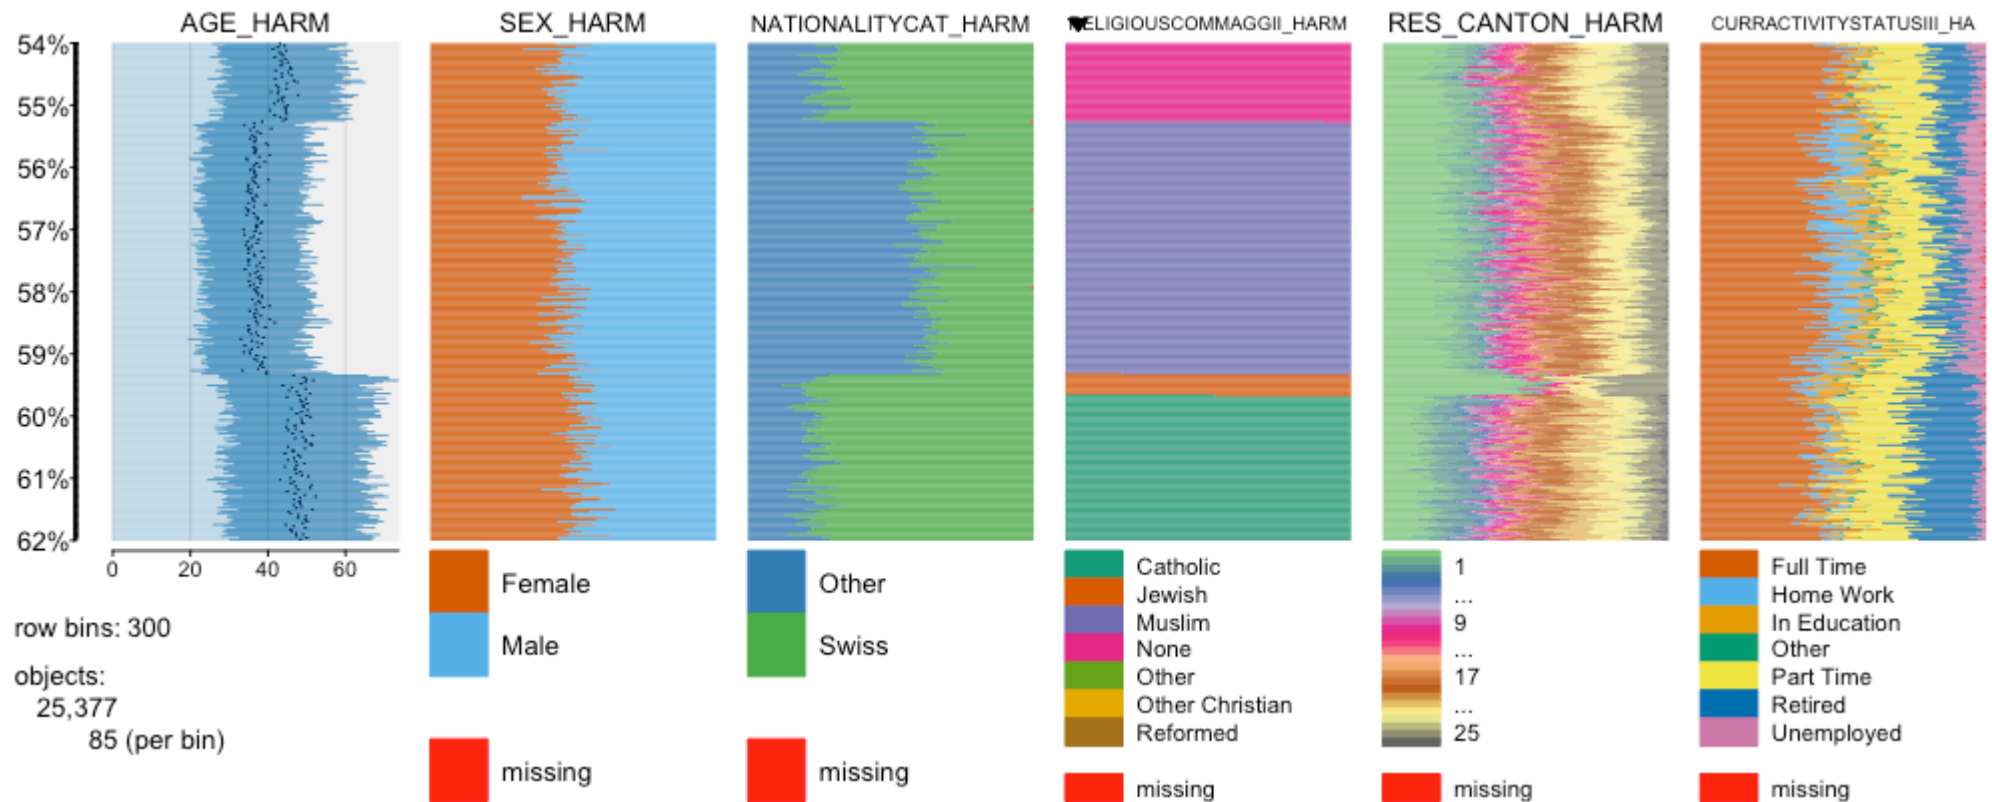 AGE_HARM
SEX_HARM
NATIONALITYCAT_HARM
ELIGIOUSCOMMAGGII_HARM
RES_CANTON_HARM
CURRACTIVITYSTATUSIII_HA
54%
55%
56%
57%
58%
59%
60%
61%
62%
0 20 40 60
row bins: 300
objects:
25,377
85 (per bin)
Female
Male
missing
Other
Swiss
missing
Catholic
Jewish
Muslim
None
Other
Other Christian
Reformed
missing
1
...
9
...
17
...
25
missing
Full Time
Home Work
In Education
Other
Part Time
Retired
Unemployed
missing